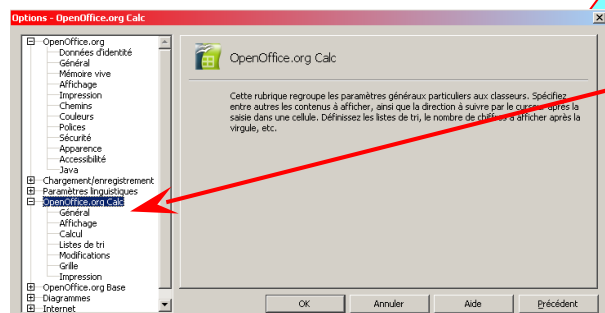 Options - OpenOffice.org Calc
OpenOffice.org
Données d'identité
Général
Mémoire vive
Affichage
Impression
Chemins
Couleurs
Polices
Sécurité
Apparence
Accessibilité
Java
Chargement/enregistrement
Paramètres linguistiques
OpenOffice.org Calc
Général
Affichage
Calcul
Listes de tri
Modifications
Grille
Impression
OpenOffice.org Base
Diagrammes
Internet
OpenOffice.org Calc
Cette rubrique regroupe les paramètres généraux particuliers aux classeurs. Spécifiez
entre autres les contenus à afficher, ainsi que la direction à suivre par le curseur après la
saisie dans une cellule. Définissez les listes de tri, le nombre de chiffres à afficher après la
virgule, etc.
OK
Annuler
Aide
Précédent